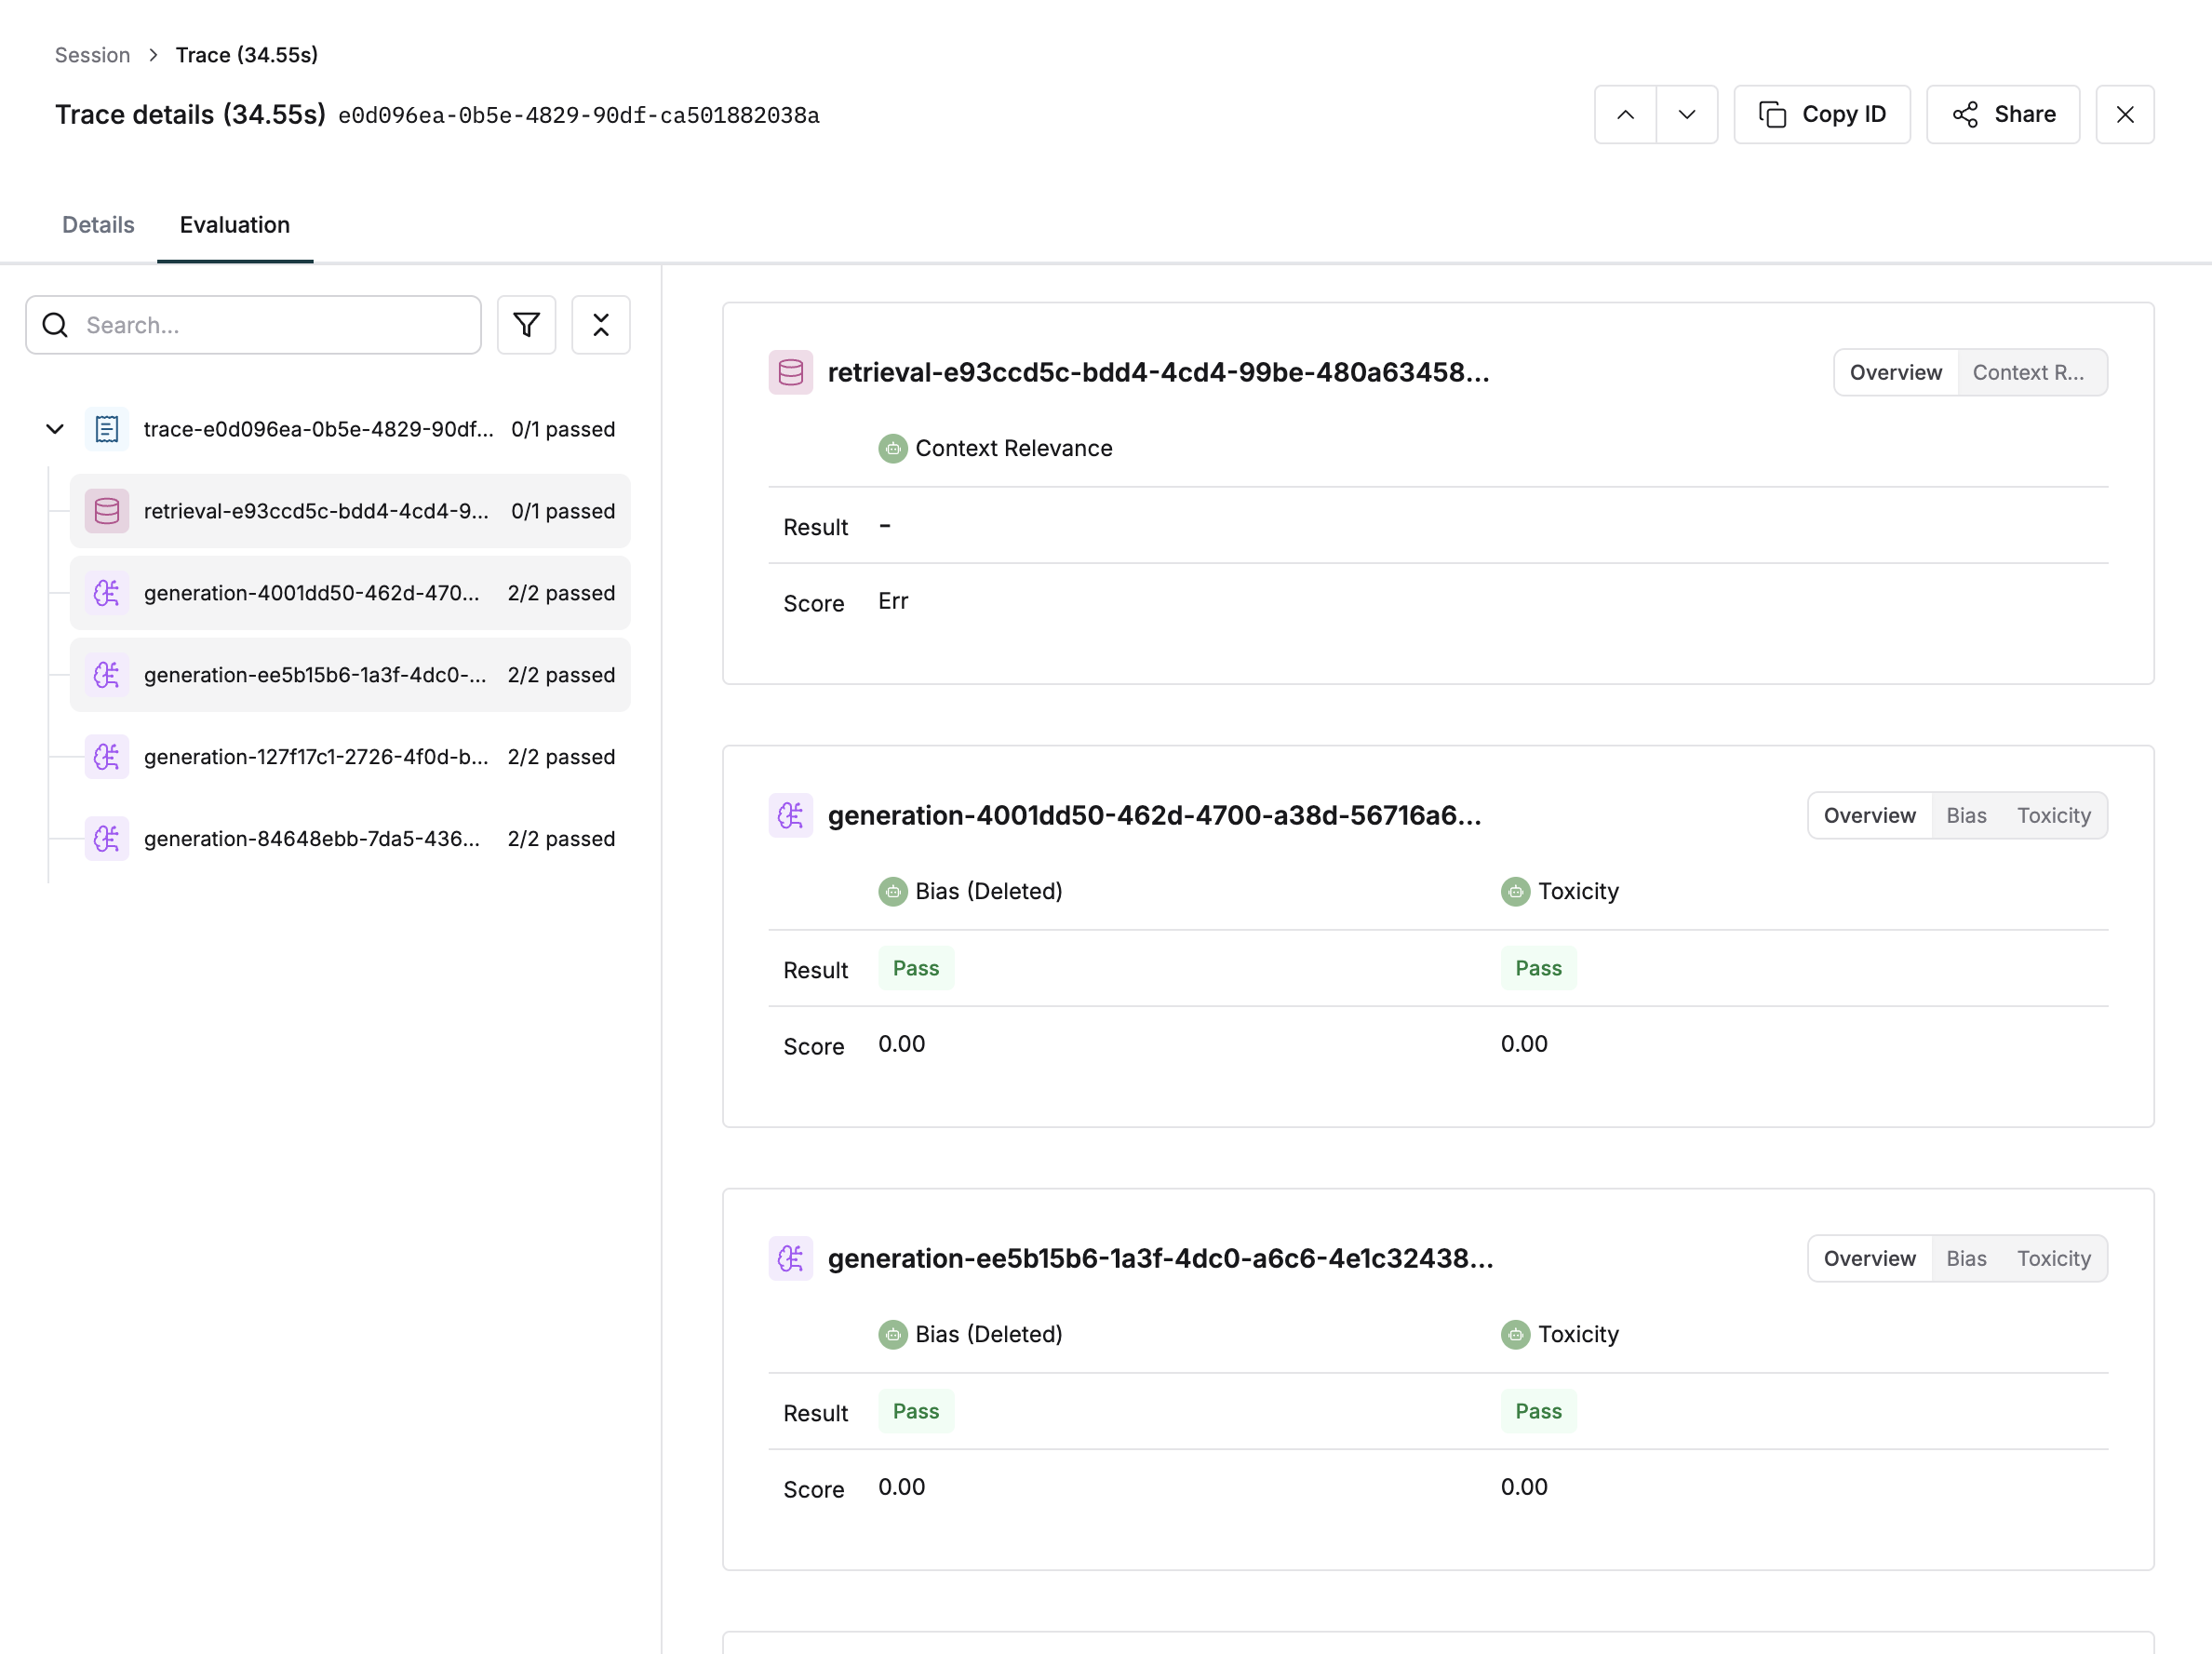 Session > Trace (34.55s)
Trace details (34.55s) e0d096ea-0b5e-4829-90df-ca501882038a
Copy ID
Share
Details
Evaluation
Search...
trace-e0d096ea-0b5e-4829-90df... 0/1 passed
retrieval-e93ccd5c-bdd4-4cd4-9... 0/1 passed
generation-4001dd50-462d-470... 2/2 passed
generation-ee5b15b6-1a3f-4dc0-... 2/2 passed
generation-127f17c1-2726-4f0d-b... 2/2 passed
generation-84648ebb-7da5-436... 2/2 passed
retrieval-e93ccd5c-bdd4-4cd4-99be-480a63458...
Overview Context R...
Context Relevance
Result -
Score Err
generation-4001dd50-462d-4700-a38d-56716a6...
Overview Bias Toxicity
Bias (Deleted) Toxicity
Result Pass Pass
Score 0.00 0.00
generation-ee5b15b6-1a3f-4dc0-a6c6-4e1c32438...
Overview Bias Toxicity
Bias (Deleted) Toxicity
Result Pass Pass
Score 0.00 0.00